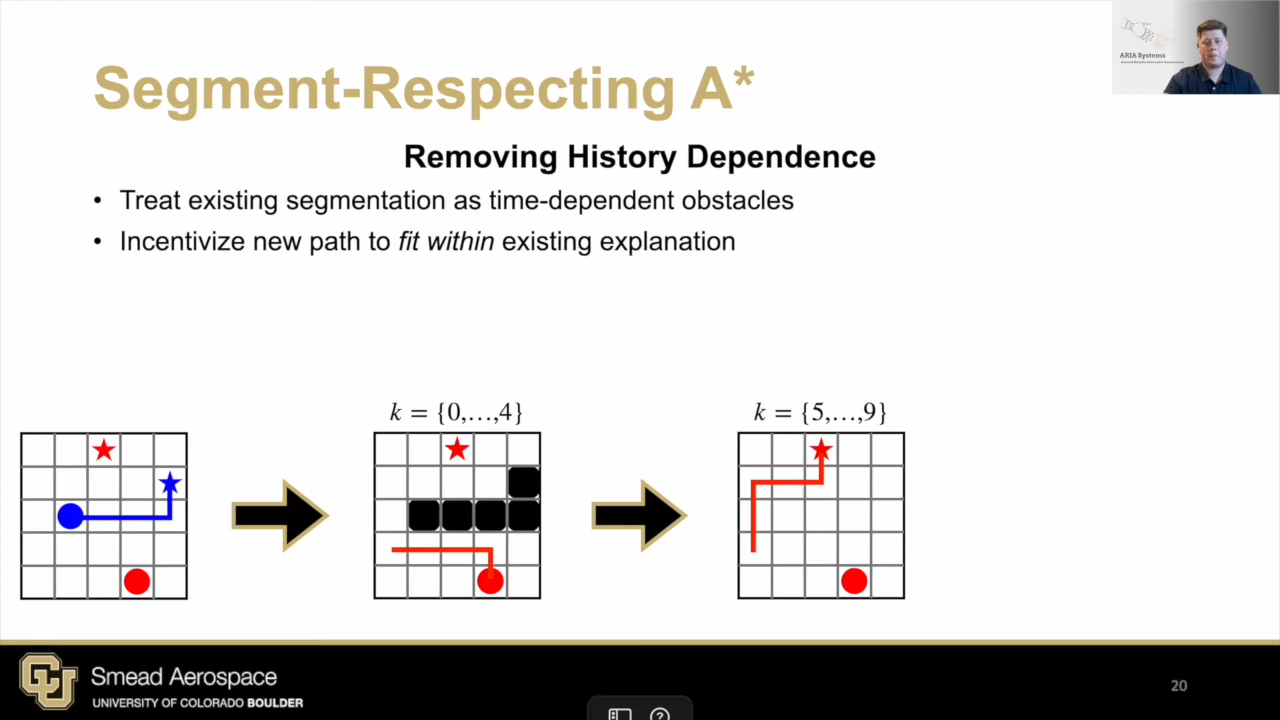 ARIA Systems
Segment-Respecting A*
Removing History Dependence
• Treat existing segmentation as time-dependent obstacles
• Incentivize new path to fit within existing explanation
k = {0,…,4}
k = {5,…,9}
CU
Smead Aerospace
UNIVERSITY OF COLORADO BOULDER
20